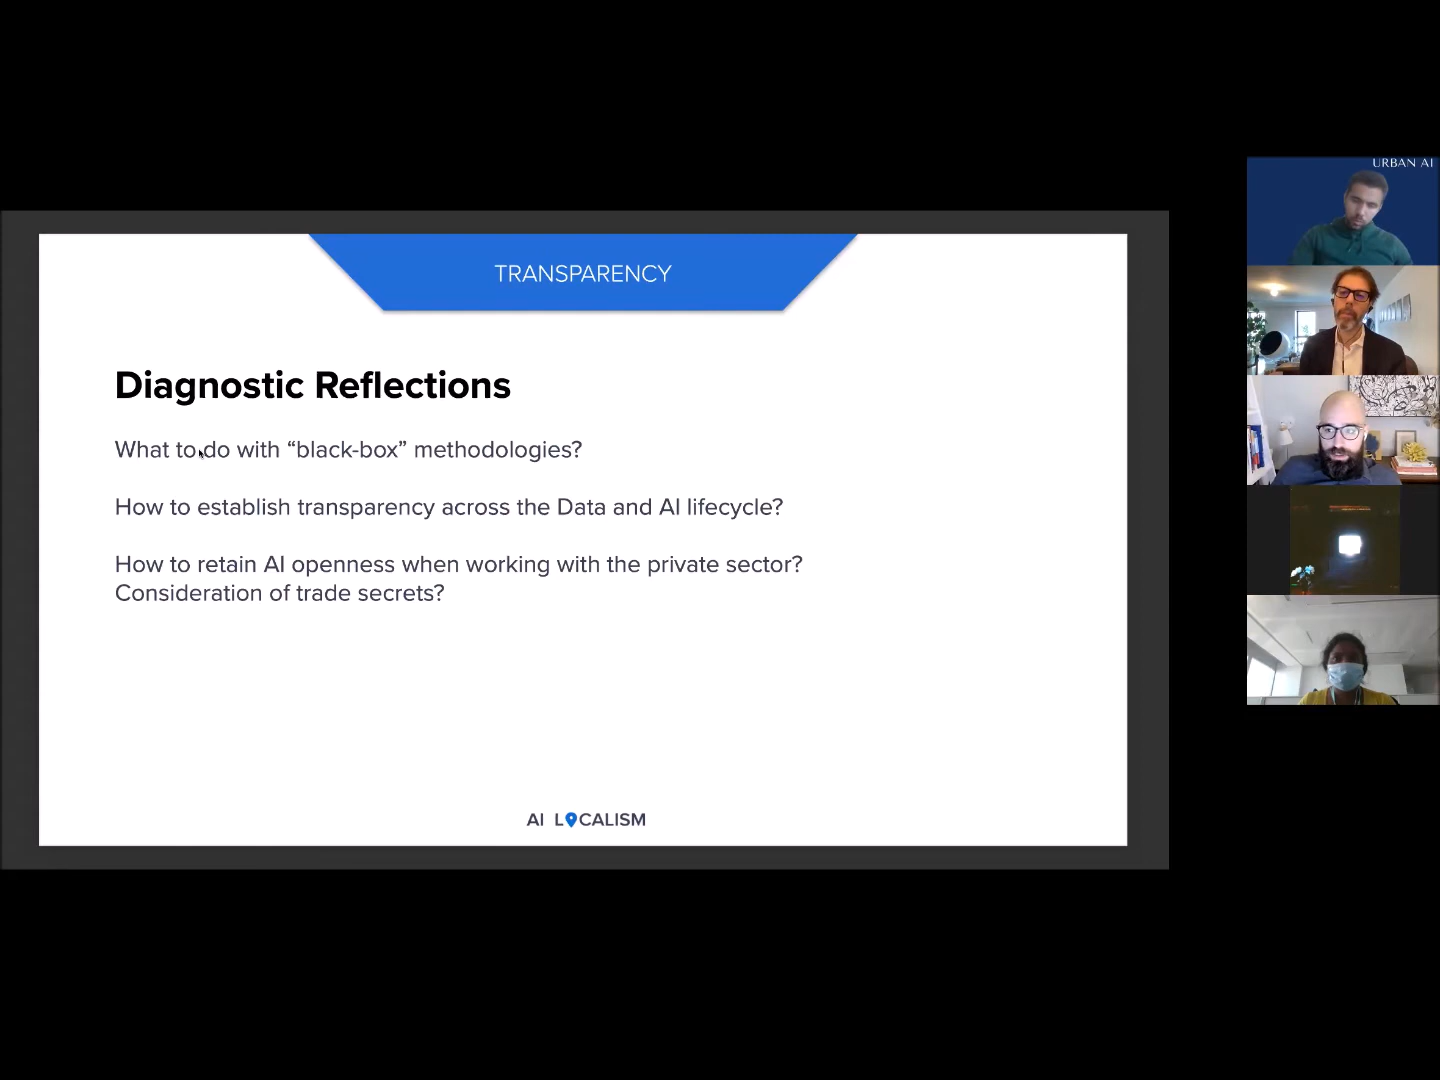 URBAN AI
TRANSPARENCY
Diagnostic Reflections
What to do with “black-box” methodologies?
How to establish transparency across the Data and AI lifecycle?
How to retain AI openness when working with the private sector?
Consideration of trade secrets?
AI LOCALISM